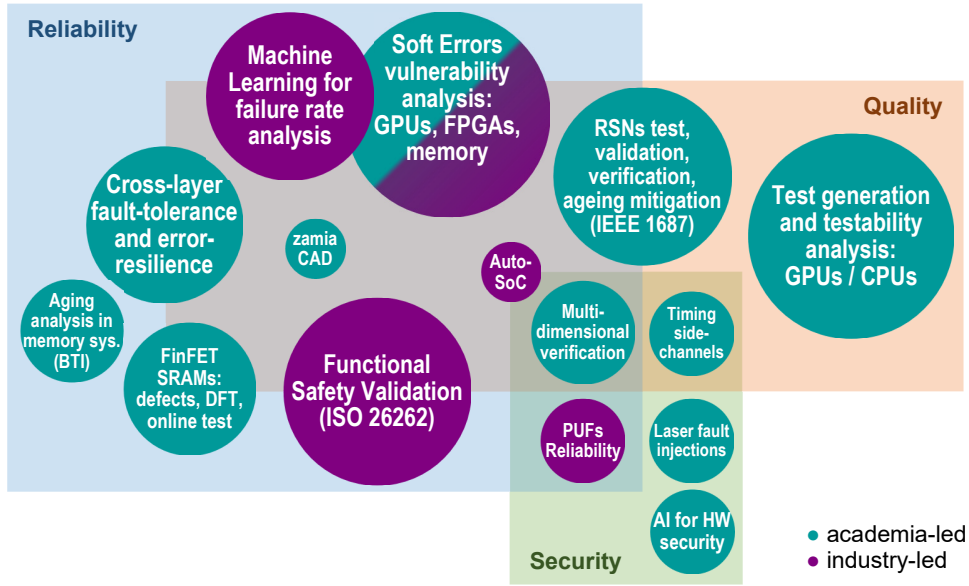 Reliability
Machine
Learning for
failure rate
analysis
Soft Errors
vulnerability
analysis:
GPUs, FPGAs,
memory
Quality
RSNs test,
validation,
verification,
ageing mitigation
(IEEE 1687)
Test generation
and testability
analysis:
GPUs / CPUs
Cross-layer
fault-tolerance
and error-
resilience
zamia
CAD
Auto-
SoC
Aging
analysis in
memory sys.
(BTI)
FinFET
SRAMs:
defects, DFT,
online test
Functional
Safety Validation
(ISO 26262)
Multi-
dimensional
verification
Timing
side-
channels
PUFs
Reliability
Laser fault
injections
AI for HW
security
Security
academia-led
industry-led